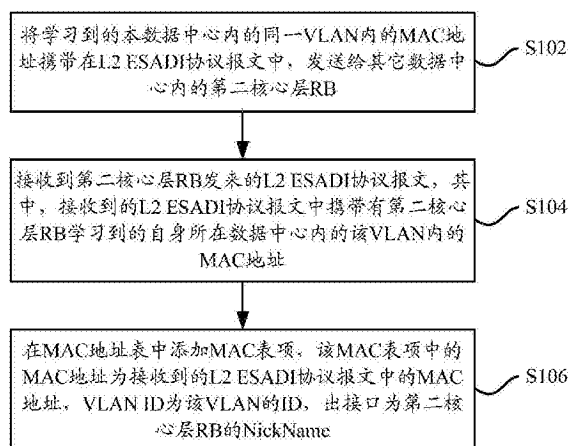 将学习到的本数据中心内的同一VLAN内的MAC地
址携带在L2 ESADI协议报文中，发送给其它数据中
心内的第二核心层RB
S102
接收到第二核心层RB发来的L2 ESADI协议报文，其
中，接收到的L2 ESADI协议报文中携带有第二核心
层RB学习到的自身所在数据中心内的该VLAN内的
MAC地址
S104
在MAC地址表中添加MAC表项，该MAC表项中的
MAC地址为接收到的L2 ESADI协议报文中的MAC
地址，VLAN ID为该VLAN的ID，出接口为第二核
心层RB的NickName
S106